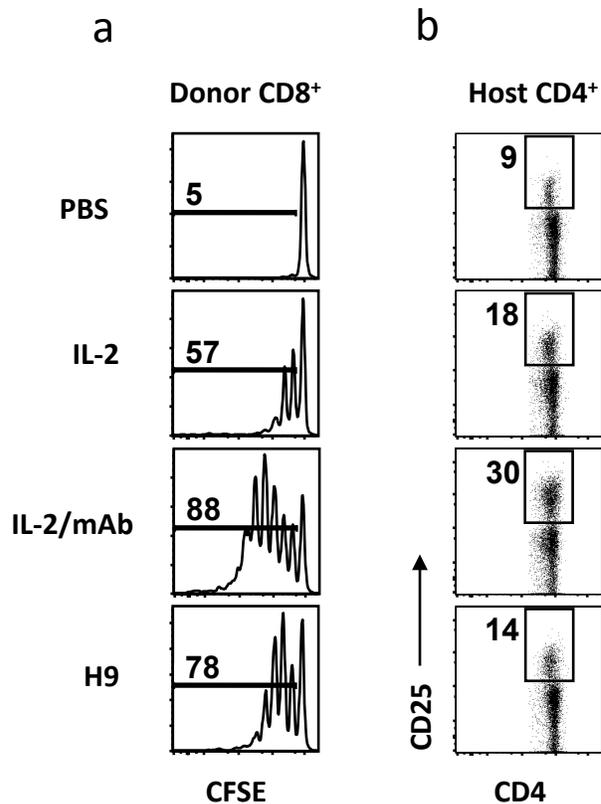 a b
Donor CD8⁺ Host CD4⁺
PBS 5 9
IL-2 57 18
IL-2/mAb 88 30
H9 78 14
CD25
CFSE CD4